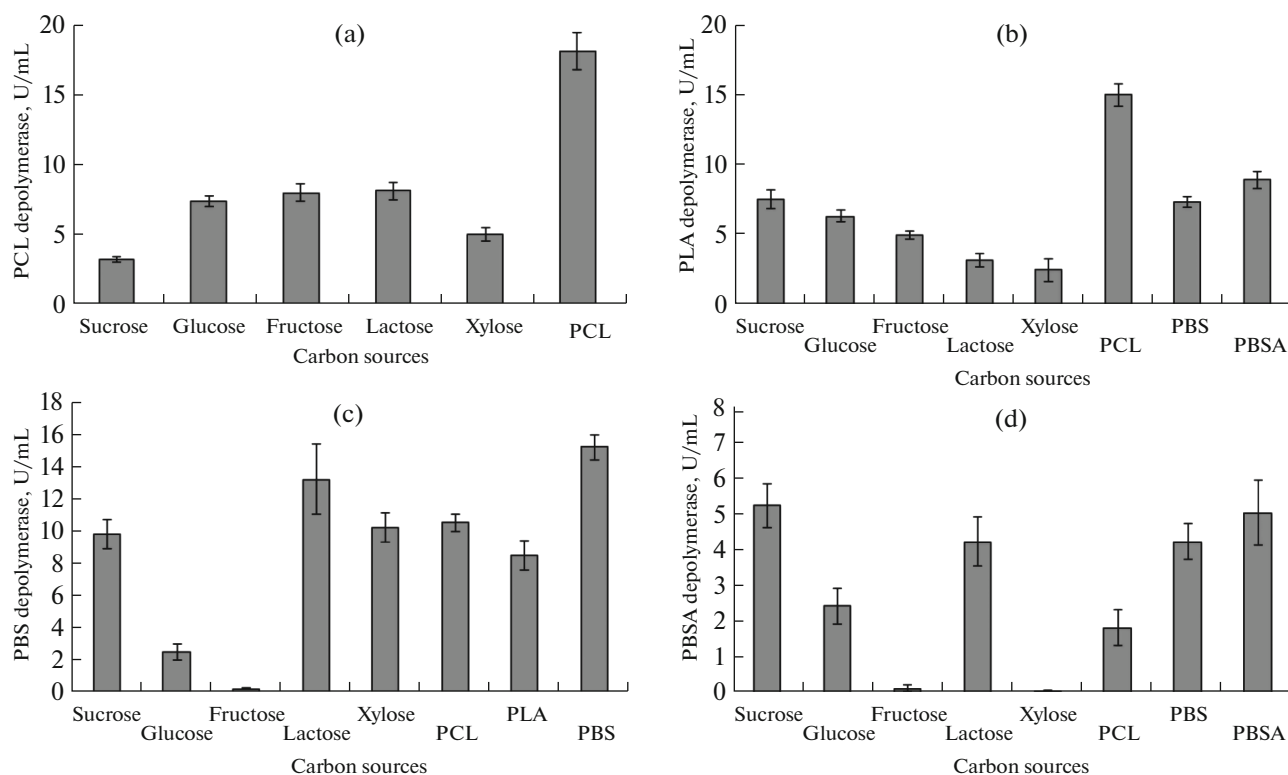 (a)
PCL depolymerase, U/mL
20
15
10
5
0
Sucrose Glucose Fructose Lactose Xylose PCL
Carbon sources
(b)
PLA depolymerase, U/mL
20
15
10
5
0
Sucrose Fructose Xylose PBS
Glucose Lactose PCL PBSA
Carbon sources
(c)
PBS depolymerase, U/mL
18
16
14
12
10
8
6
4
2
0
Sucrose Fructose Xylose PLA
Glucose Lactose PCL PBS
Carbon sources
(d)
PBSA depolymerase, U/mL
8
7
6
5
4
3
2
1
0
Sucrose Fructose Xylose PBS
Glucose Lactose PCL PBSA
Carbon sources